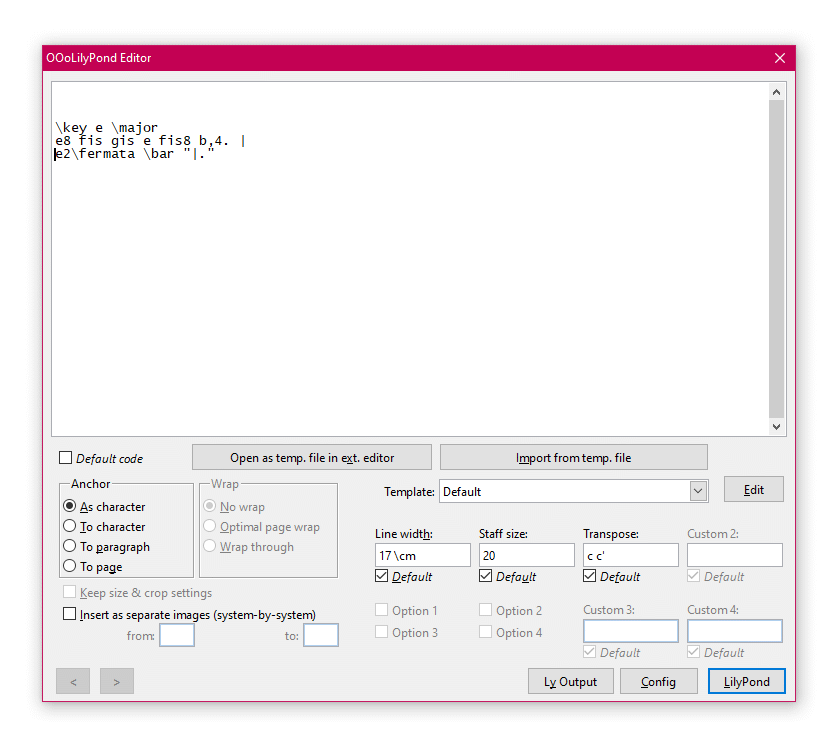 OOoLilyPond Editor
\key e \major
e8 fis gis e fis8 b,4. |
e2\fermata \bar "|."
Default code
Open as temp. file in ext. editor
Import from temp. file
Anchor
As character
To character
To paragraph
To page
Wrap
No wrap
Optimal page wrap
Wrap through
Template:
Default
Edit
Line width:
Staff size:
Transpose:
Custom 2:
17\cm
20
c c'
Default
Default
Default
Default
Keep size & crop settings
Insert as separate images (system-by-system)
from:
to:
Option 1
Option 2
Option 3
Option 4
Custom 3:
Custom 4:
Default
Default
<
>
Ly Output
Config
LilyPond